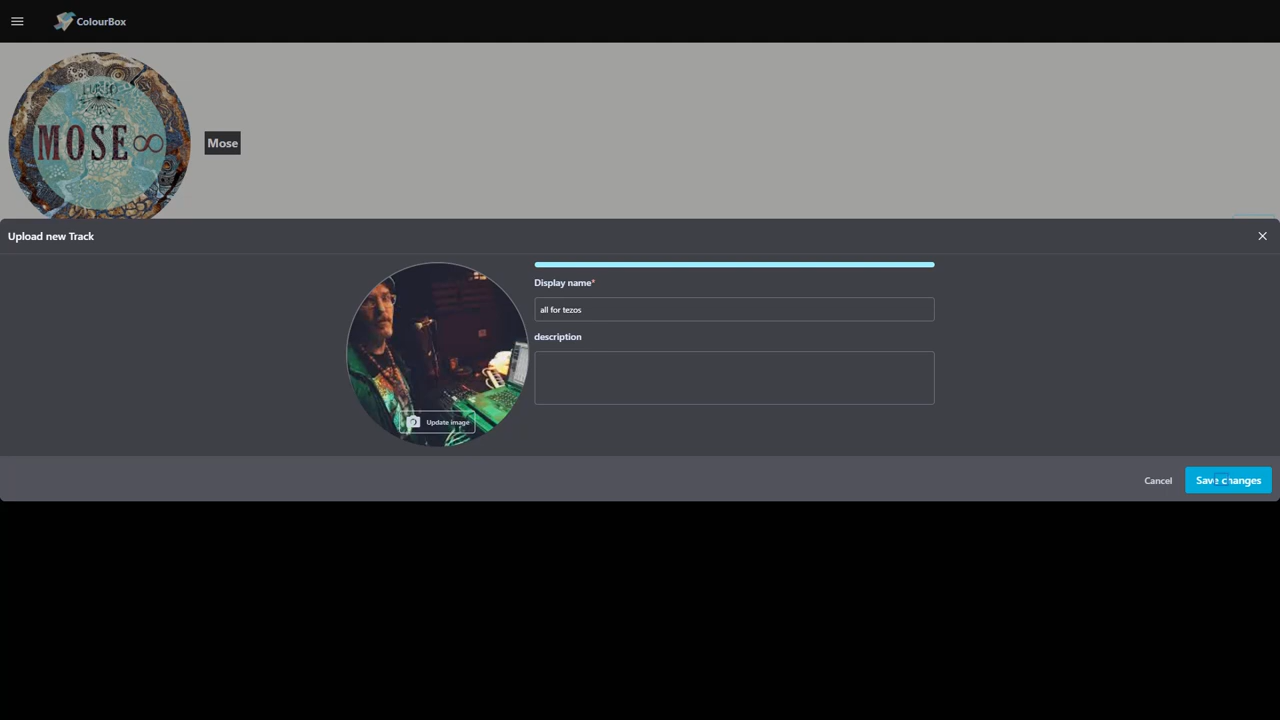 ColourBox
MOSE∞
Mose
Upload new Track
Display name*
all for tezos
description
Update image
Cancel
Save changes